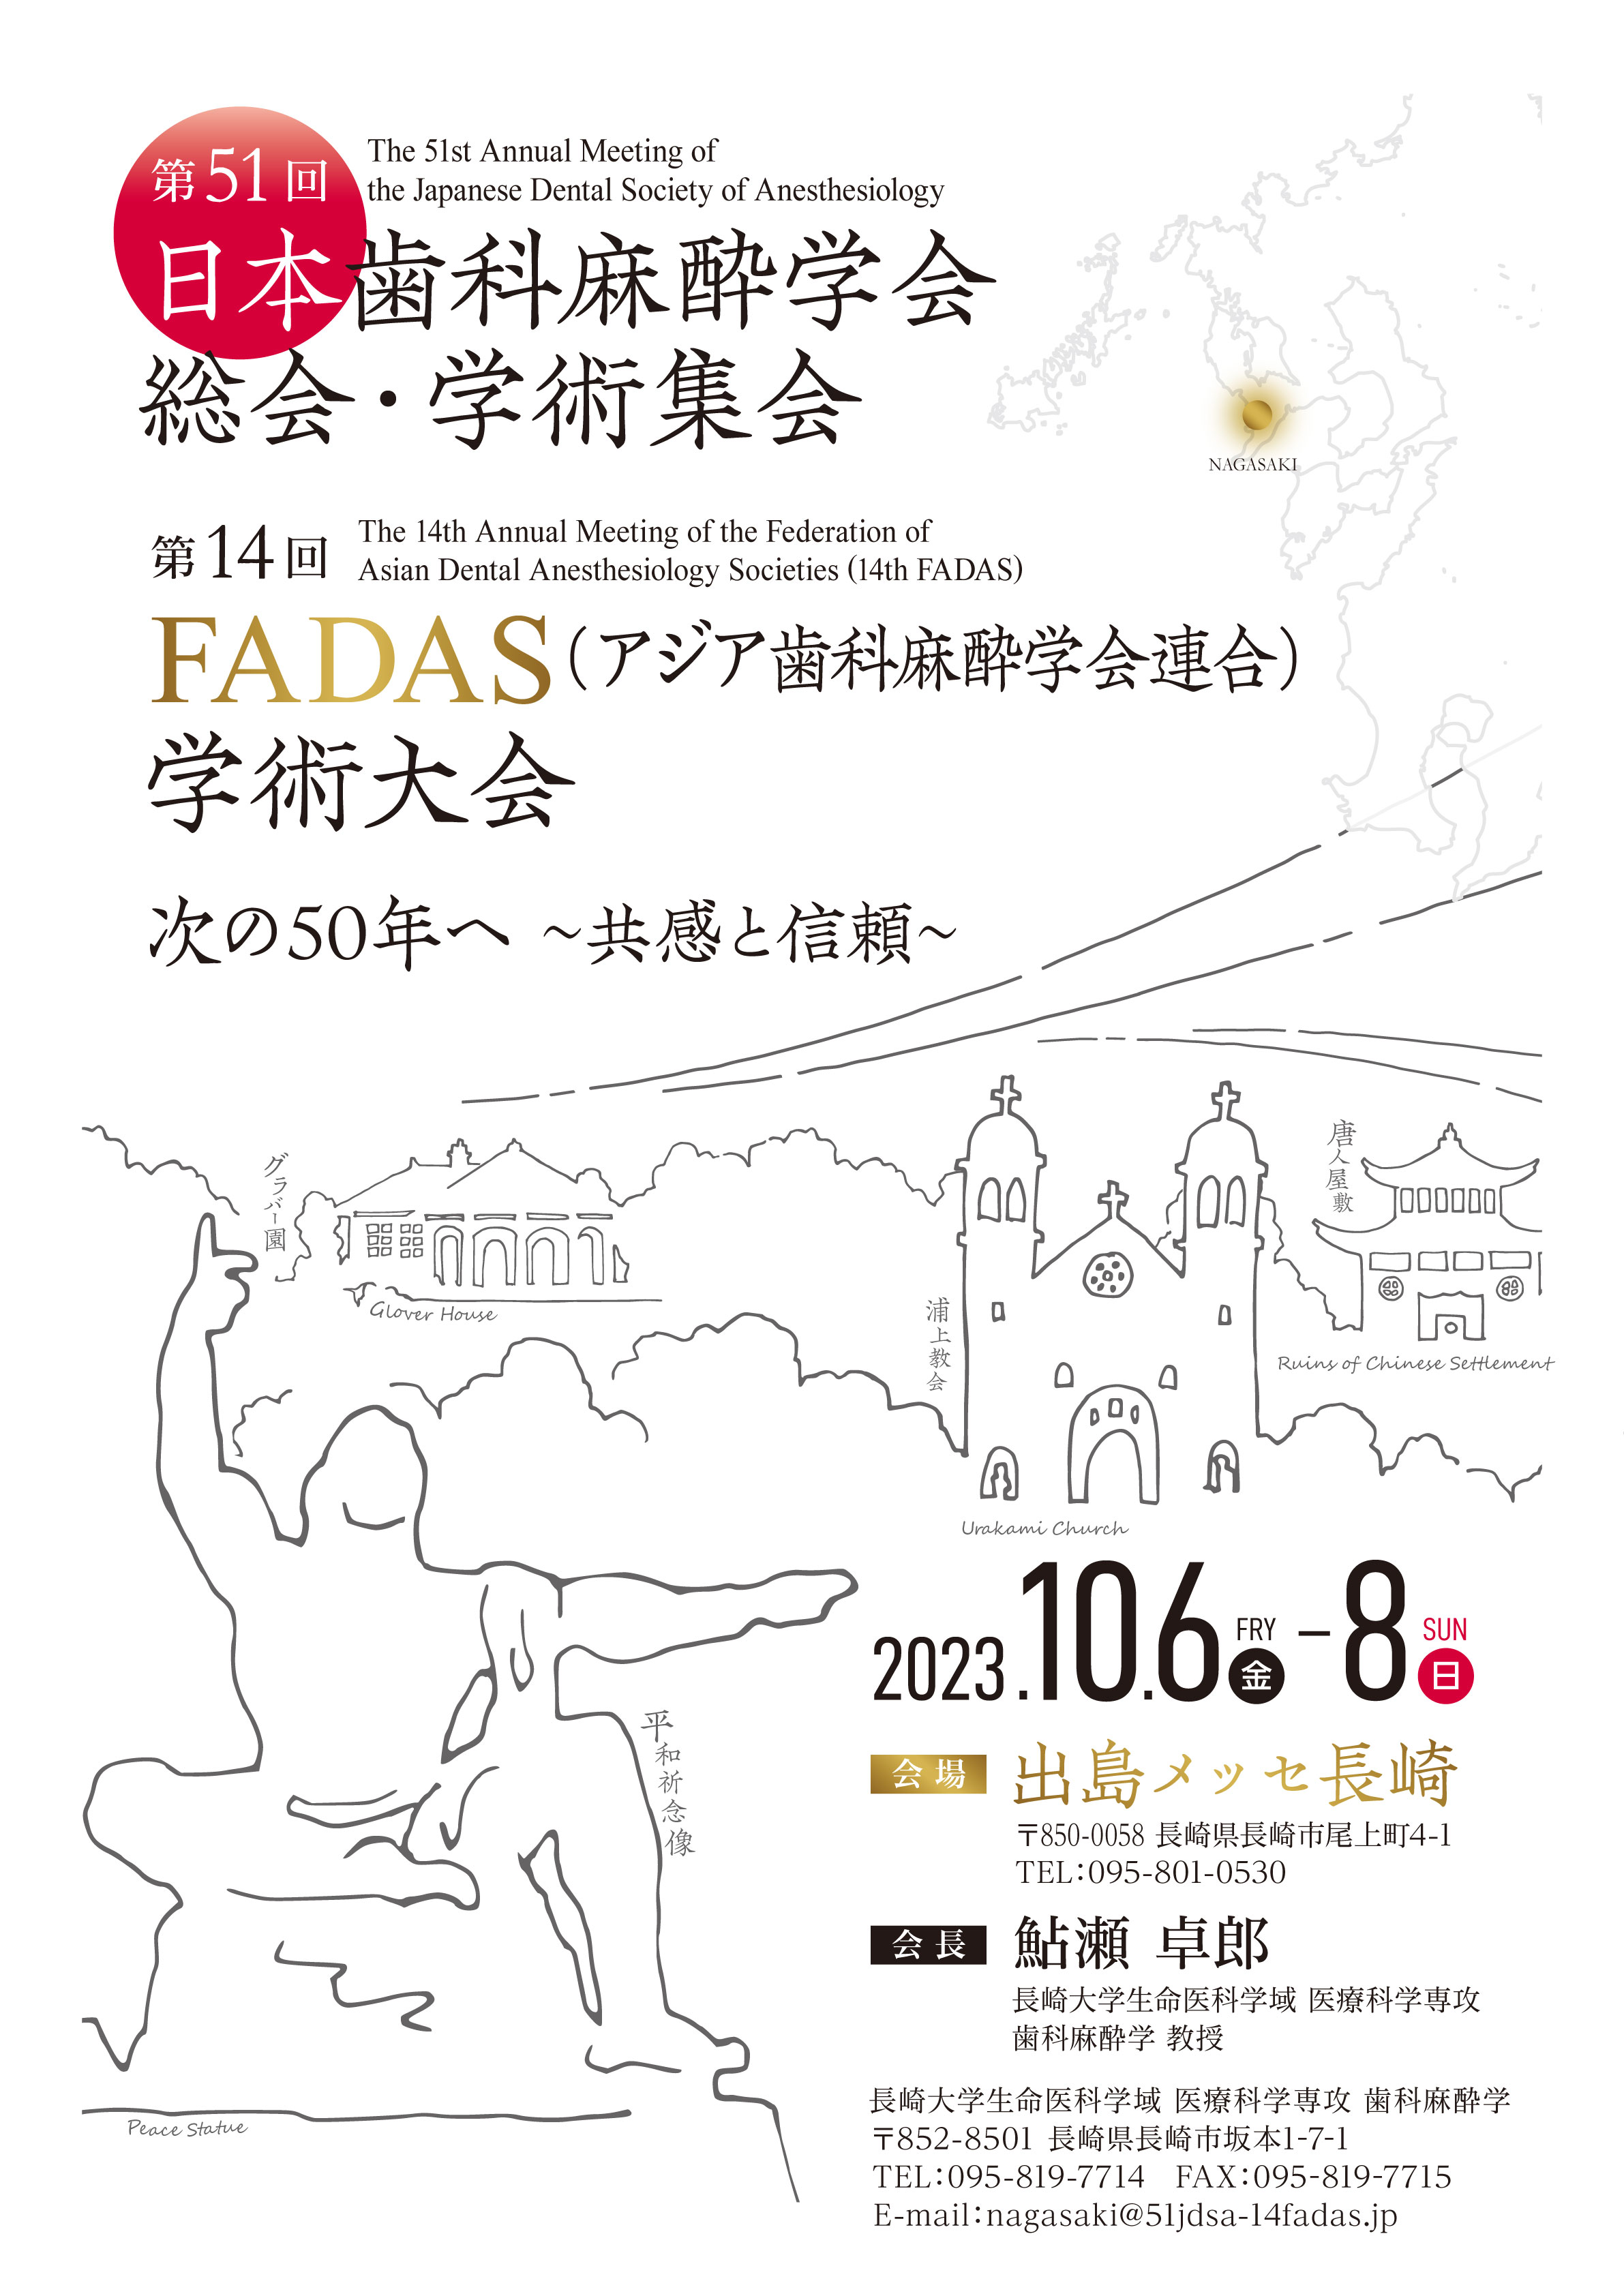 第51回
The 51st Annual Meeting of
the Japanese Dental Society of Anesthesiology
日本歯科麻酔学会
総会・学術集会
NAGASAKI
第14回
The 14th Annual Meeting of the Federation of
Asian Dental Anesthesiology Societies (14th FADAS)
FADAS（アジア歯科麻酔学会連合）
学術大会
次の50年へ ～共感と信頼～
グラバー園
Glover House
浦上教会
Urakami Church
唐人屋敷
Ruins of Chinese Settlement
平和祈念像
Peace Statue
2023.10.6 FRY 金 – 8 SUN 日
会場 出島メッセ長崎
〒850-0058 長崎県長崎市尾上町4-1
TEL：095-801-0530
会長 鮎瀬 卓郎
長崎大学生命医科学域 医療科学専攻
歯科麻酔学 教授
長崎大学生命医科学域 医療科学専攻 歯科麻酔学
〒852-8501 長崎県長崎市坂本1-7-1
TEL：095-819-7714 FAX：095-819-7715
E-mail：nagasaki@51jdsa-14fadas.jp